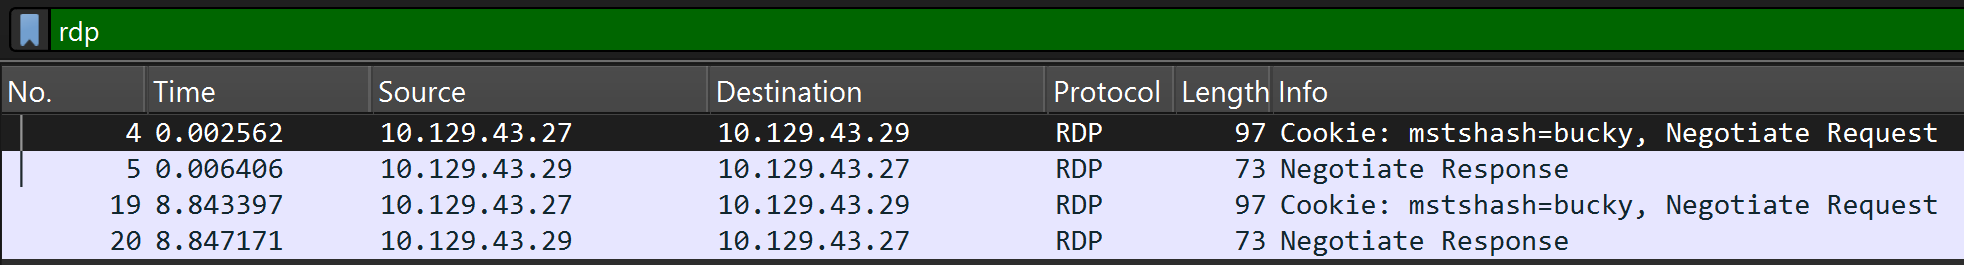 rdp
No. Time Source Destination Protocol Length Info
4 0.002562 10.129.43.27 10.129.43.29 RDP 97 Cookie: mstshash=bucky, Negotiate Request
5 0.006406 10.129.43.29 10.129.43.27 RDP 73 Negotiate Response
19 8.843397 10.129.43.27 10.129.43.29 RDP 97 Cookie: mstshash=bucky, Negotiate Request
20 8.847171 10.129.43.29 10.129.43.27 RDP 73 Negotiate Response